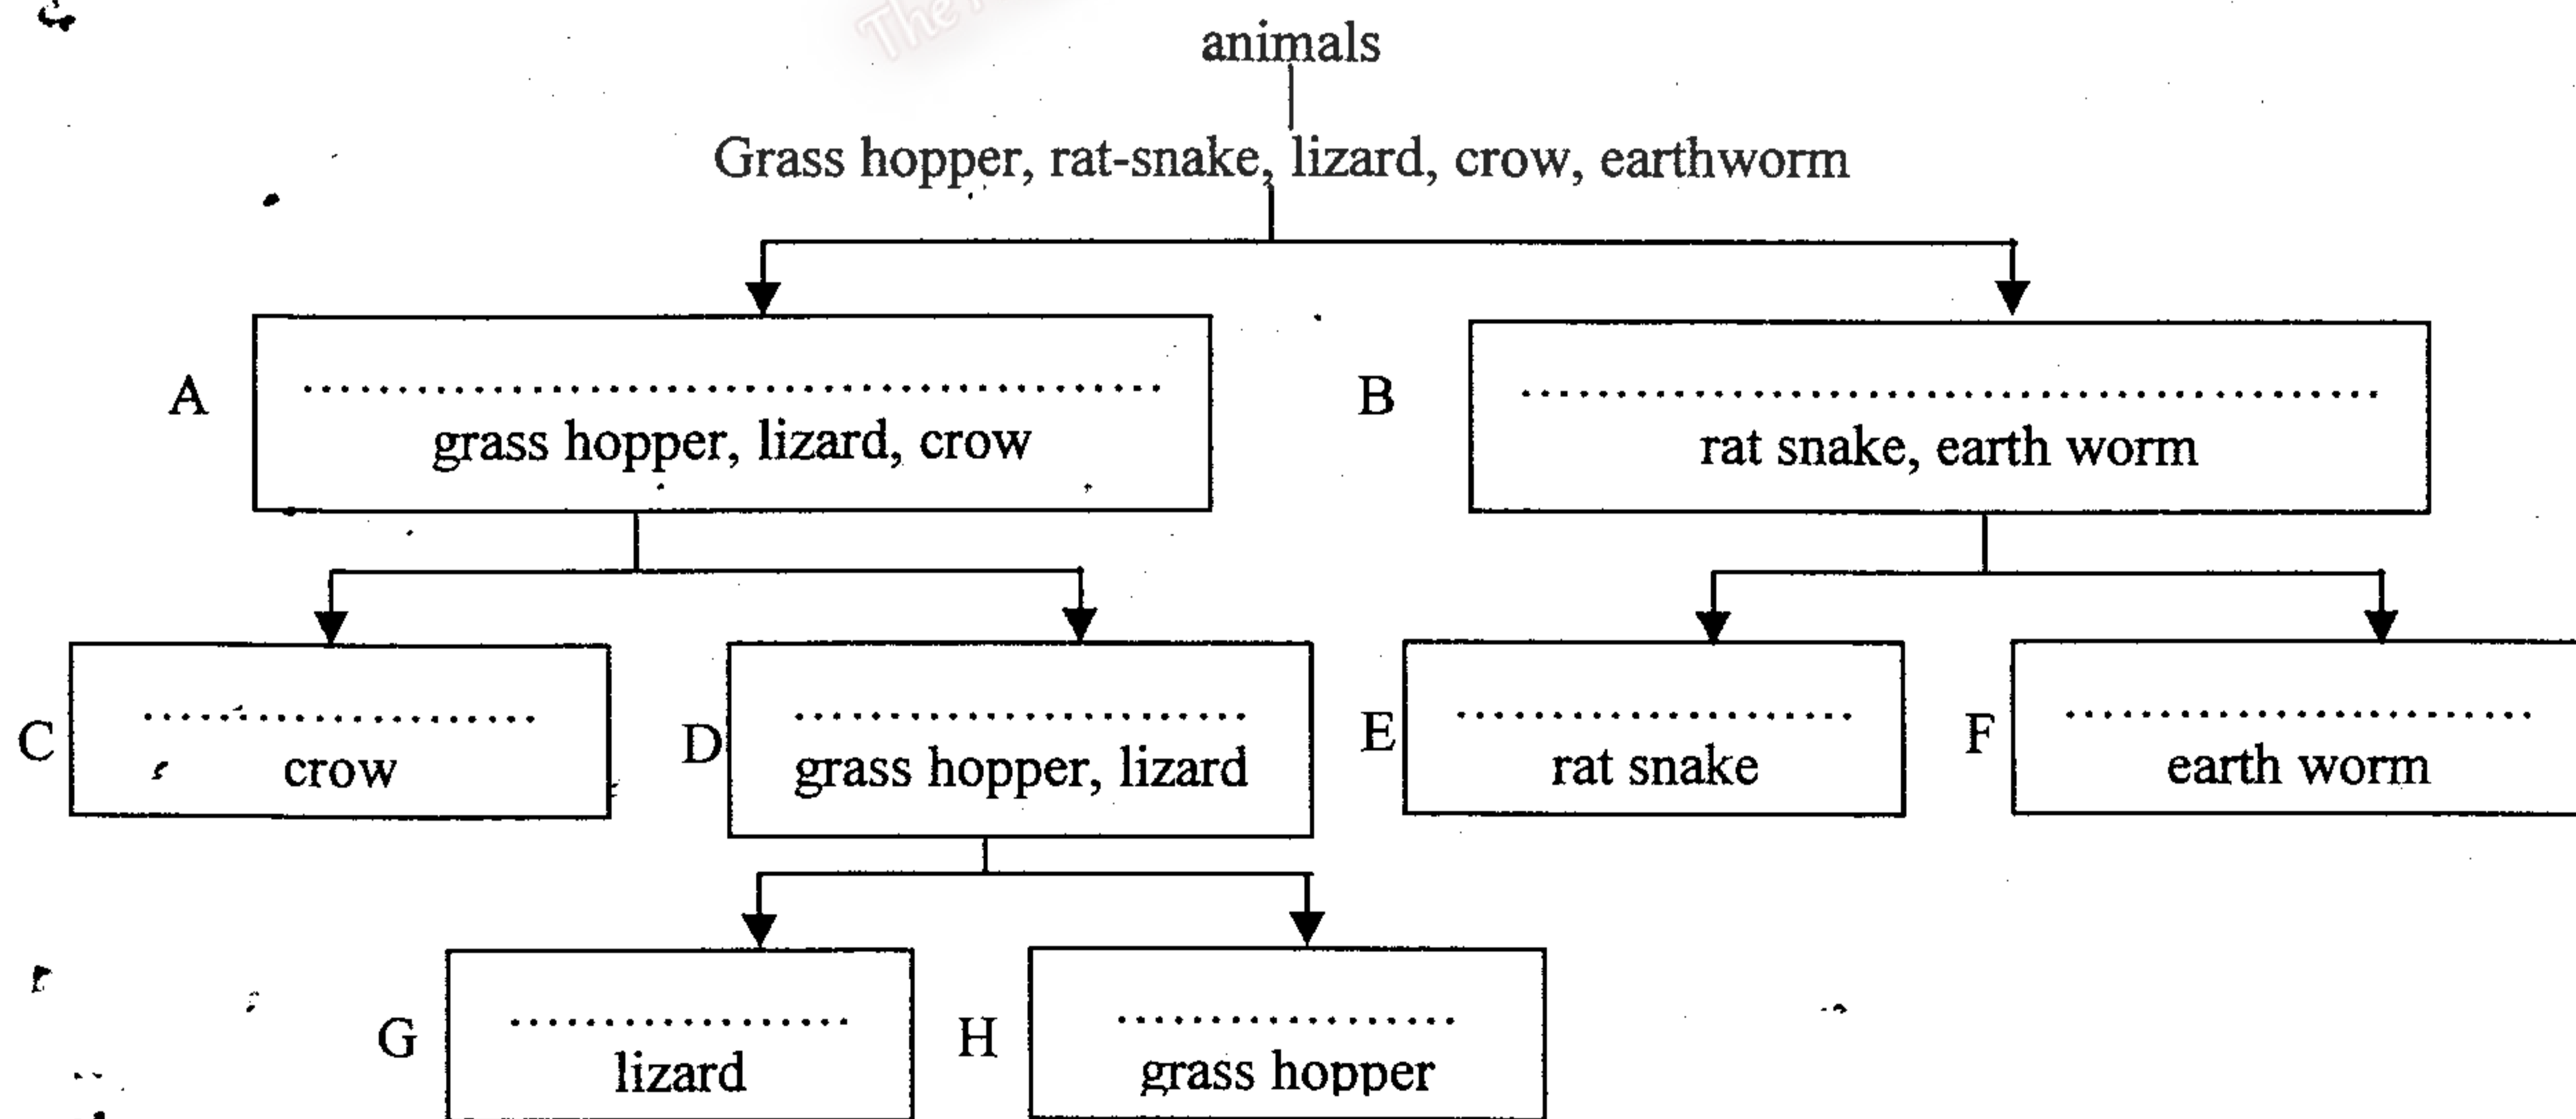 The
animals
Grass hopper, rat-snake, lizard, crow, earthworm
A
....................................................
grass hopper, lizard, crow
B
....................................................
rat snake, earth worm
C
........................
crow
D
........................
grass hopper, lizard
E
........................
rat snake
F
........................
earth worm
G
..................
lizard
H
..................
grass hopper